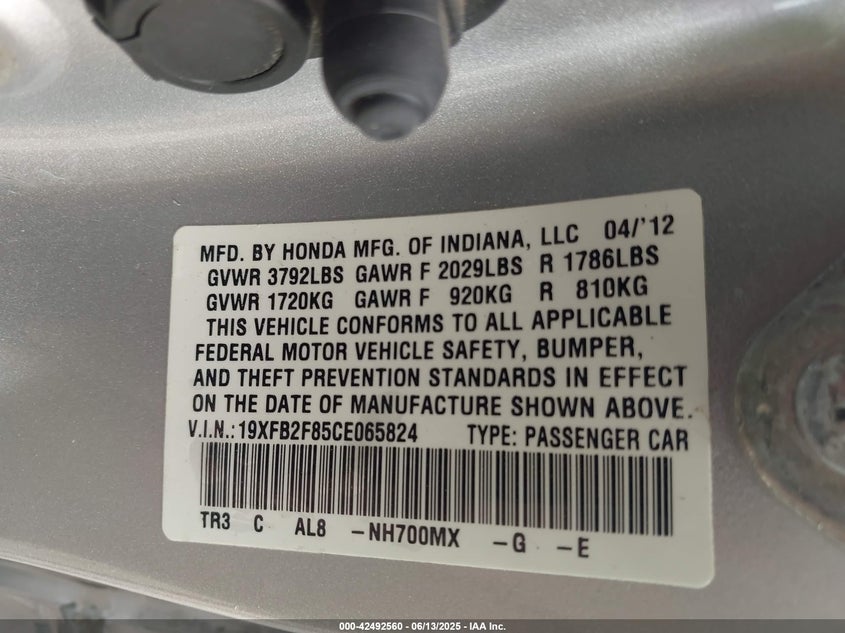 MFD. BY HONDA MFG. OF INDIANA, LLC 04/'12
GVWR 3792LBS GAWR F 2029LBS R 1786LBS
GVWR 1720KG GAWR F 920KG R 810KG
THIS VEHICLE CONFORMS TO ALL APPLICABLE
FEDERAL MOTOR VEHICLE SAFETY, BUMPER,
AND THEFT PREVENTION STANDARDS IN EFFECT
ON THE DATE OF MANUFACTURE SHOWN ABOVE.
V.I.N.:19XFB2F85CE065824 TYPE: PASSENGER CAR
TR3 C AL8 -NH700MX -G -E
000-42492560 - 06/13/2025 - IAA Inc.